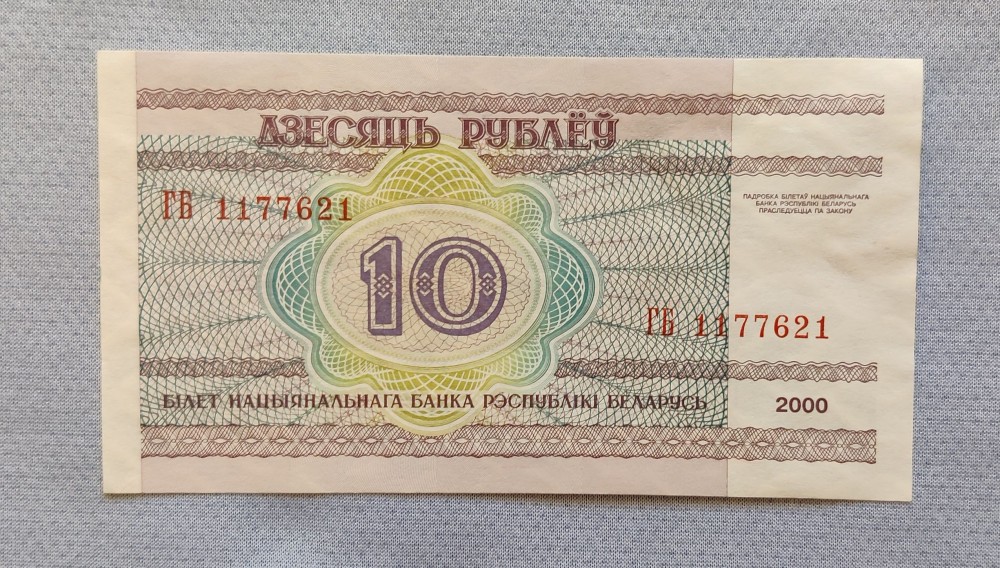 ДЗЕСЯЦЬ РУБЛЁЎ
ГБ 1177621
ПАДРОБКА БІЛЕТАЎ НАЦЫЯНАЛЬНАГА
БАНКА РЭСПУБЛІКІ БЕЛАРУСЬ
ПРАСЛЕДУЕЦЦА ПА ЗАКОНУ
10
ГБ 1177621
БІЛЕТ НАЦЫЯНАЛЬНАГА БАНКА РЭСПУБЛІКІ БЕЛАРУСЬ
2000